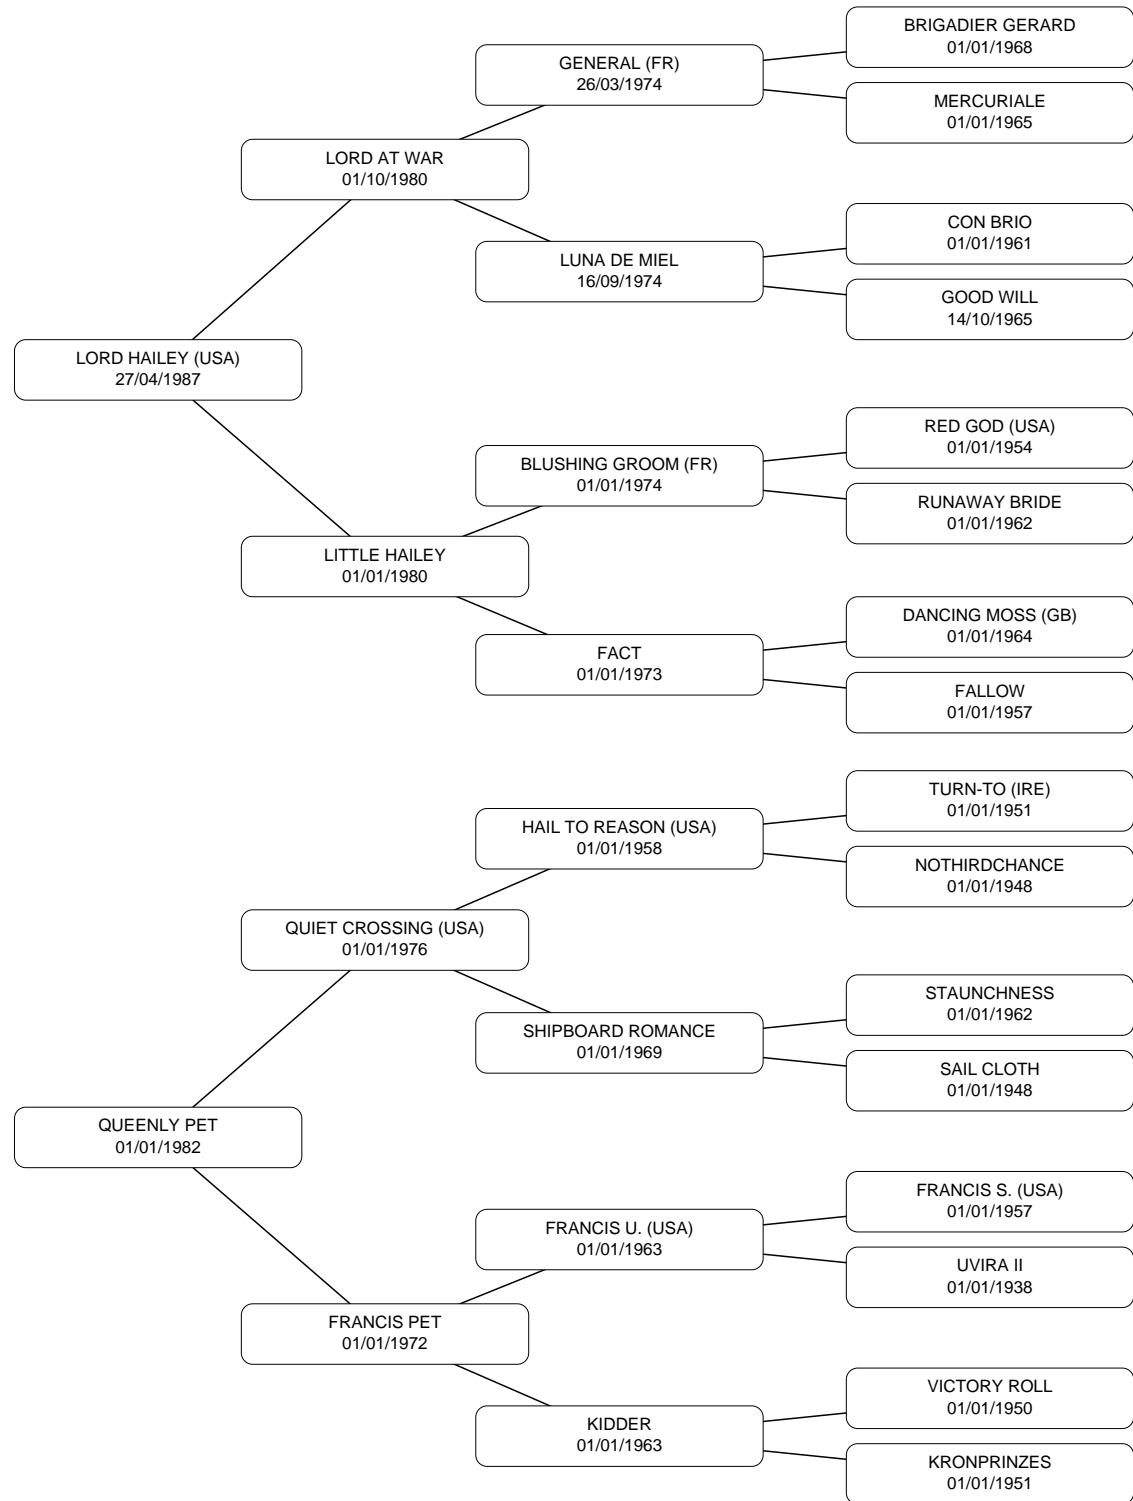 BRIGADIER GERARD
01/01/1968
GENERAL (FR)
26/03/1974
MERCURIALE
01/01/1965
LORD AT WAR
01/10/1980
CON BRIO
01/01/1961
LUNA DE MIEL
16/09/1974
GOOD WILL
14/10/1965
LORD HAILEY (USA)
27/04/1987
RED GOD (USA)
01/01/1954
BLUSHING GROOM (FR)
01/01/1974
RUNAWAY BRIDE
01/01/1962
LITTLE HAILEY
01/01/1980
DANCING MOSS (GB)
01/01/1964
FACT
01/01/1973
FALLOW
01/01/1957
TURN-TO (IRE)
01/01/1951
HAIL TO REASON (USA)
01/01/1958
NOTHIRDCHANCE
01/01/1948
QUIET CROSSING (USA)
01/01/1976
STAUNCHNESS
01/01/1962
SHIPBOARD ROMANCE
01/01/1969
SAIL CLOTH
01/01/1948
QUEENLY PET
01/01/1982
FRANCIS S. (USA)
01/01/1957
FRANCIS U. (USA)
01/01/1963
UVIRA II
01/01/1938
FRANCIS PET
01/01/1972
VICTORY ROLL
01/01/1950
KIDDER
01/01/1963
KRONPRINZES
01/01/1951